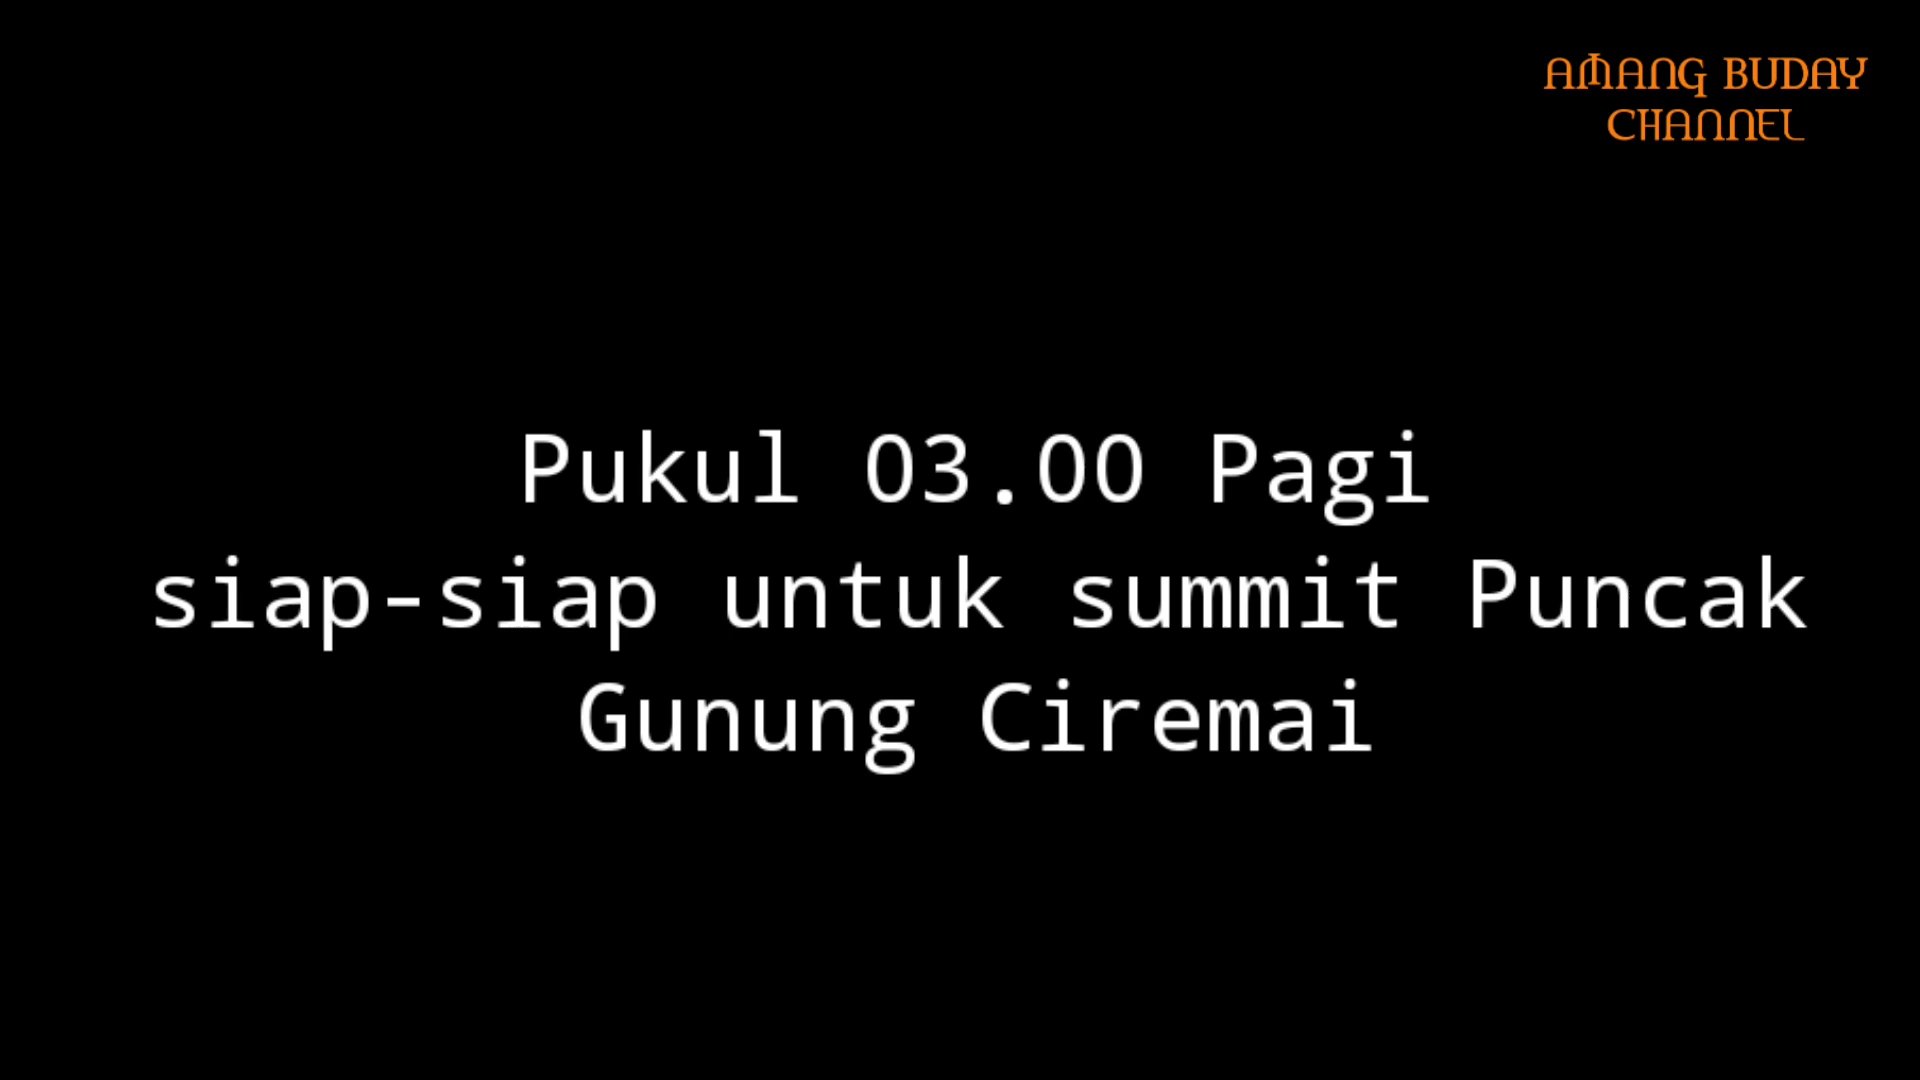 AMANG BUDAY
CHANNEL
Pukul 03.00 Pagi
siap-siap untuk summit Puncak
Gunung Ciremai